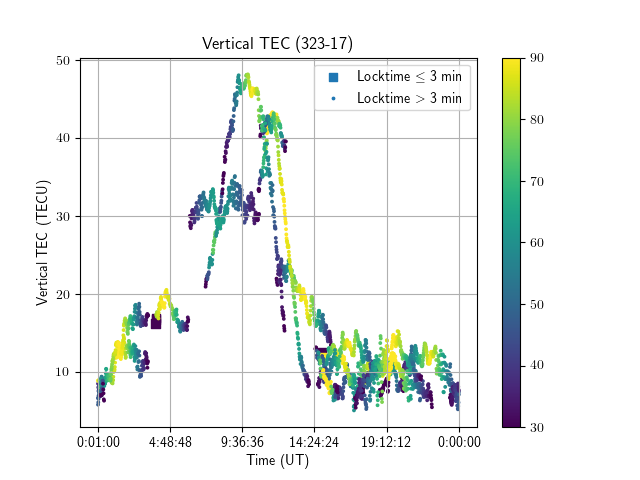 Vertical TEC (323-17)
Locktime ≤ 3 min
Locktime > 3 min
Vertical TEC (TECU)
50
40
30
20
10
0:01:00 4:48:48 9:36:36 14:24:24 19:12:12 0:00:00
Time (UT)
90
80
70
60
50
40
30